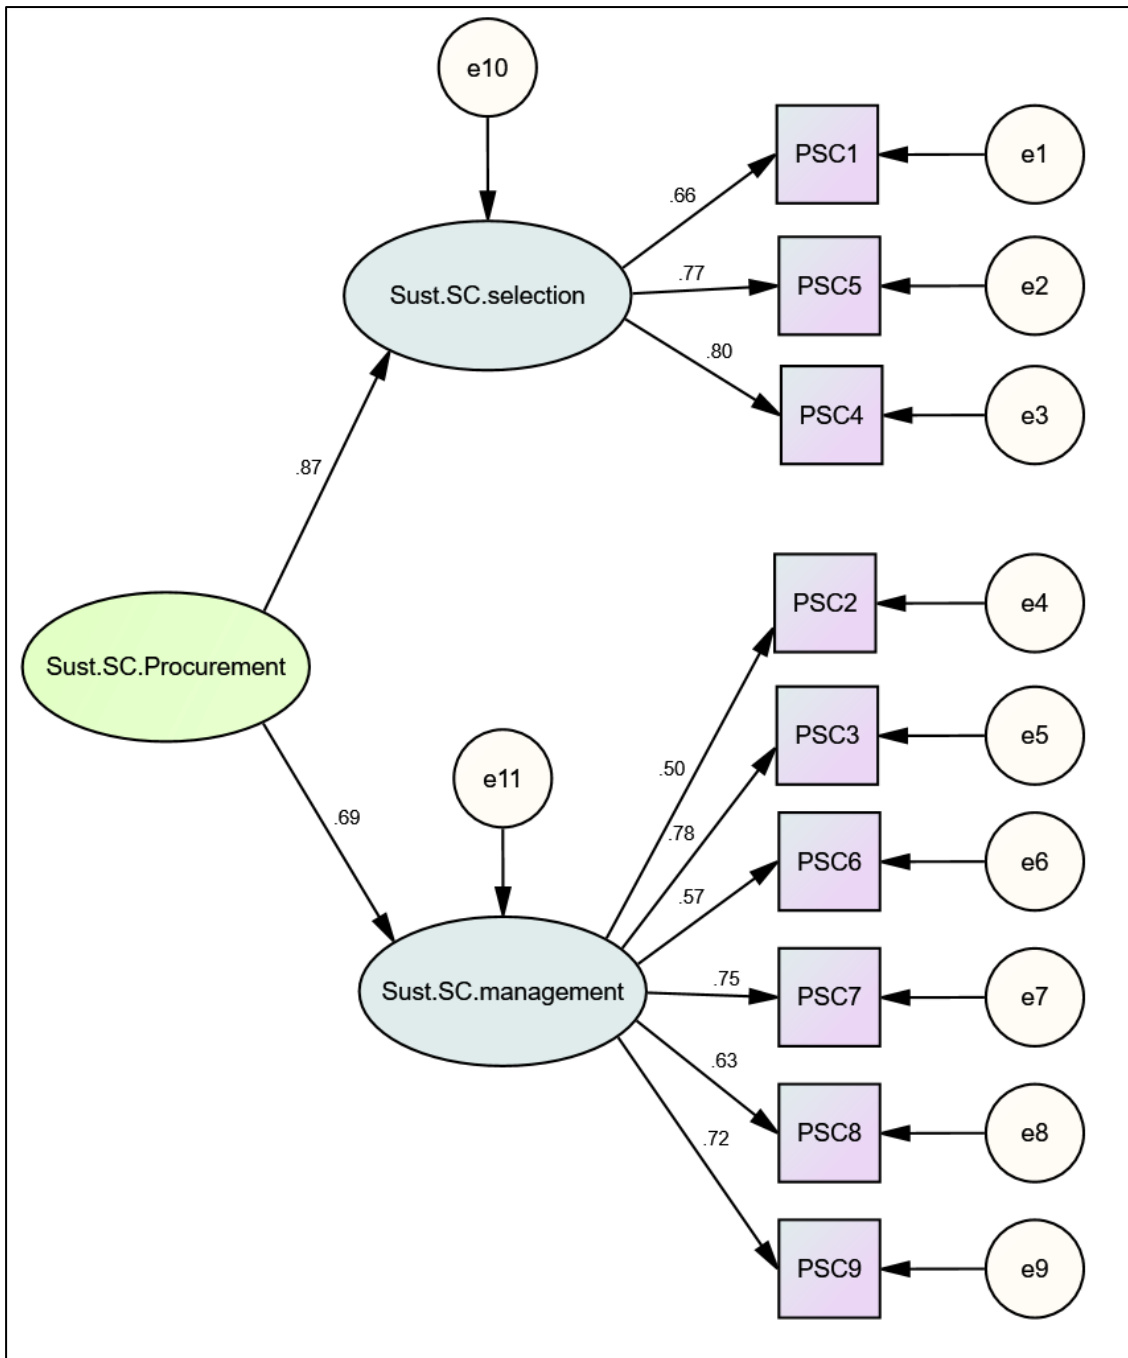 e10
PSC1
e1
.66
Sust.SC.selection
.77
PSC5
e2
.80
PSC4
e3
.87
Sust.SC.Procurement
.69
PSC2
e4
.50
PSC3
e5
e11
.78
PSC6
e6
.57
Sust.SC.management
.75
PSC7
e7
.63
PSC8
e8
.72
PSC9
e9